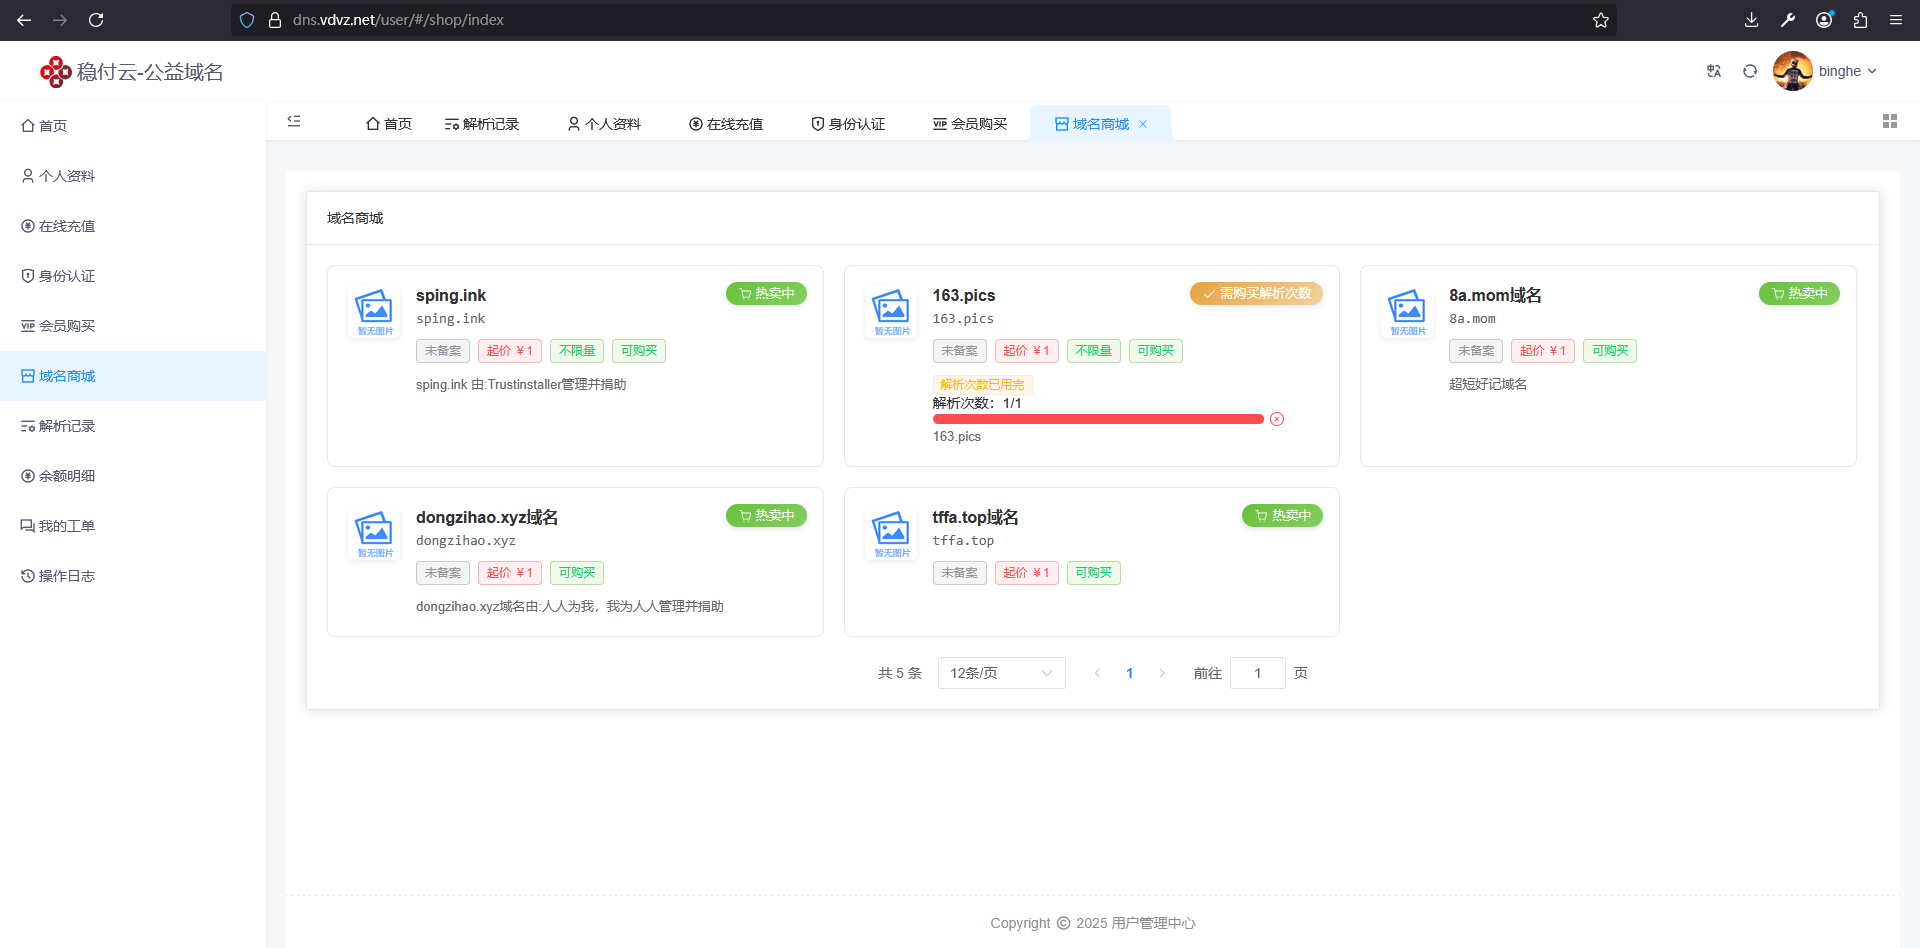 dns.vdvz.net/user/#/shop/index
稳付云-公益域名
binghe
首页
个人资料
在线充值
身份认证
会员购买
域名商城
解析记录
余额明细
我的工单
操作日志
首页 解析记录 个人资料 在线充值 身份认证 会员购买 域名商城
域名商城
暂无图片
sping.ink
热卖中
sping.ink
未备案 起价 ¥1 不限量 可购买
sping.ink 由:Trustinstaller管理并捐助
暂无图片
163.pics
需购买解析次数
163.pics
未备案 起价 ¥1 不限量 可购买
解析次数已用完
解析次数：1/1
163.pics
暂无图片
8a.mom域名
热卖中
8a.mom
未备案 起价 ¥1 可购买
超短好记域名
暂无图片
dongzihao.xyz域名
热卖中
dongzihao.xyz
未备案 起价 ¥1 可购买
dongzihao.xyz域名由:人人为我，我为人人管理并捐助
暂无图片
tffa.top域名
热卖中
tffa.top
未备案 起价 ¥1 可购买
共 5 条 12条/页 1 前往 1 页
Copyright © 2025 用户管理中心